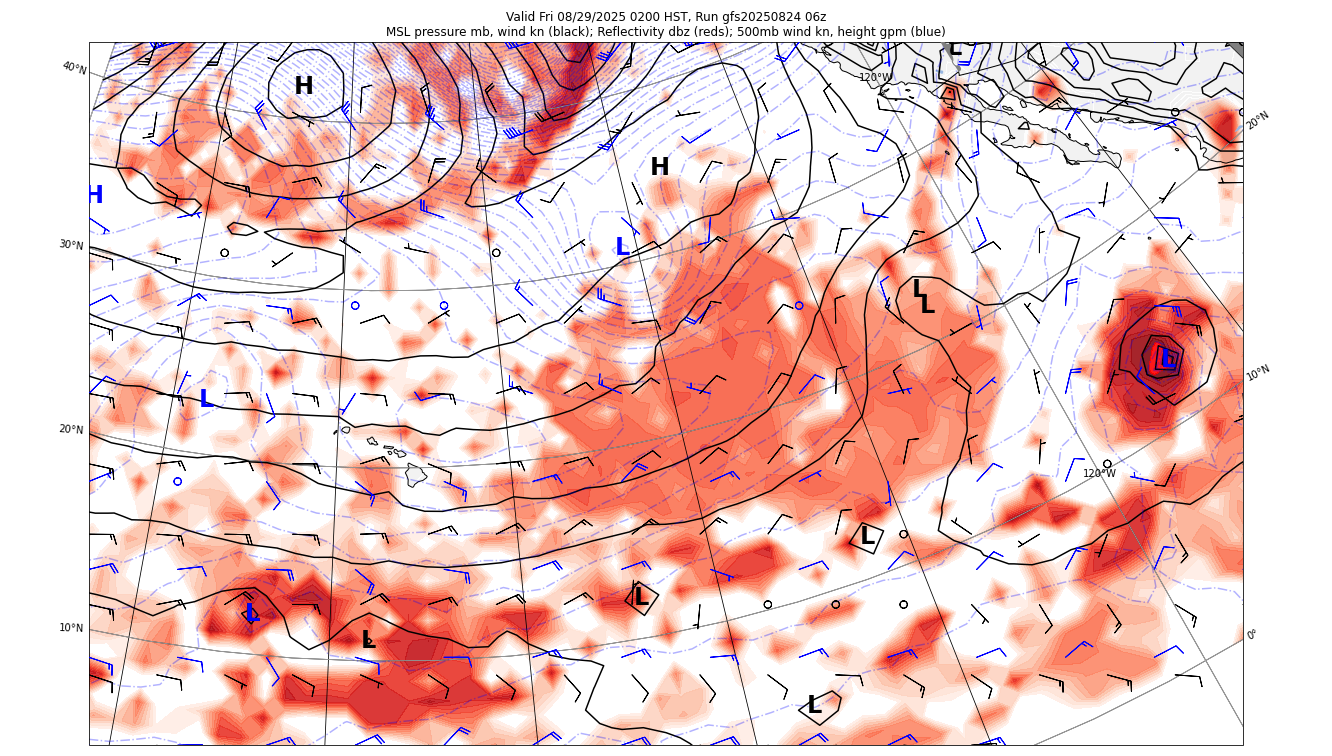 Valid Fri 08/29/2025 0200 HST, Run gfs20250824 06z
MSL pressure mb, wind kn (black); Reflectivity dbz (reds); 500mb wind kn, height gpm (blue)
L
40°N
120°W
H
20°N
H
H
30°N
L
L
L
L
10°N
L
20°N
120°W
L
L
L
10°N
L
0°
L